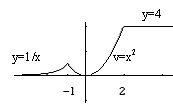 y=4
y=1/x
v=x²
−1
2